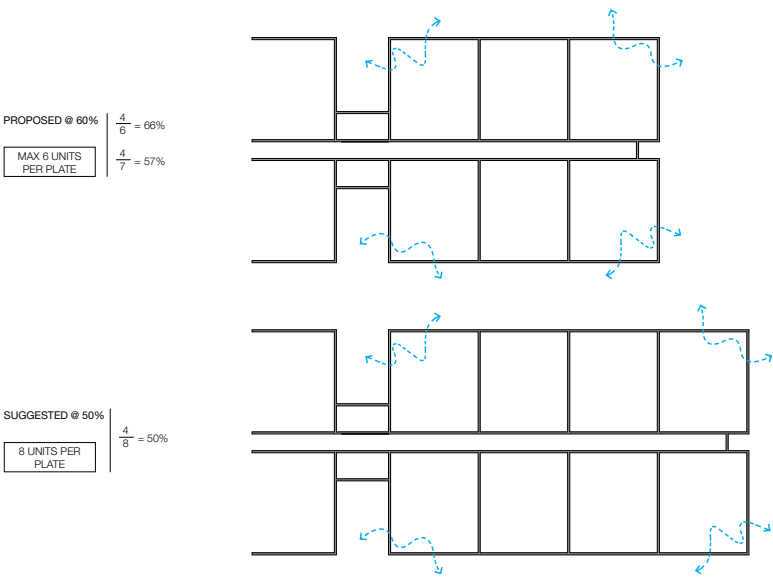 PROPOSED @ 60%
4/6 = 66%
MAX 6 UNITS
PER PLATE
4/7 = 57%
SUGGESTED @ 50%
4/8 = 50%
8 UNITS PER
PLATE